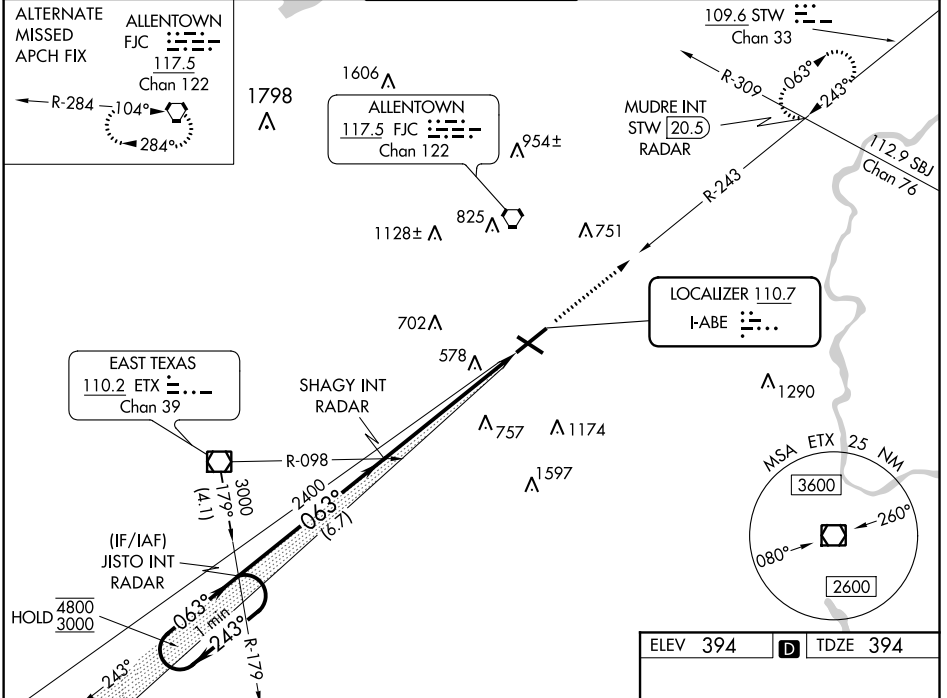 ALTERNATE
MISSED
APCH FIX
ALLENTOWN
FJC
117.5
Chan 122
R-284
104°
284°
1798
1606
ALLENTOWN
117.5 FJC
Chan 122
954±
825
1128±
751
109.6 STW
Chan 33
R-309
063°
243°
MUDRE INT
STW 20.5
RADAR
112.9 SBJ
Chan 76
R-243
LOCALIZER 110.7
I-ABE
702
578
EAST TEXAS
110.2 ETX
Chan 39
SHAGY INT
RADAR
R-098
757
1174
1290
1597
3000
179°
(4.1)
2400
063°
(6.7)
(IF/IAF)
JISTO INT
RADAR
HOLD 4800
3000
063°
1 min
243°
R-179
243°
MSA ETX 25 NM
3600
260°
080°
2600
ELEV 394 D TDZE 394